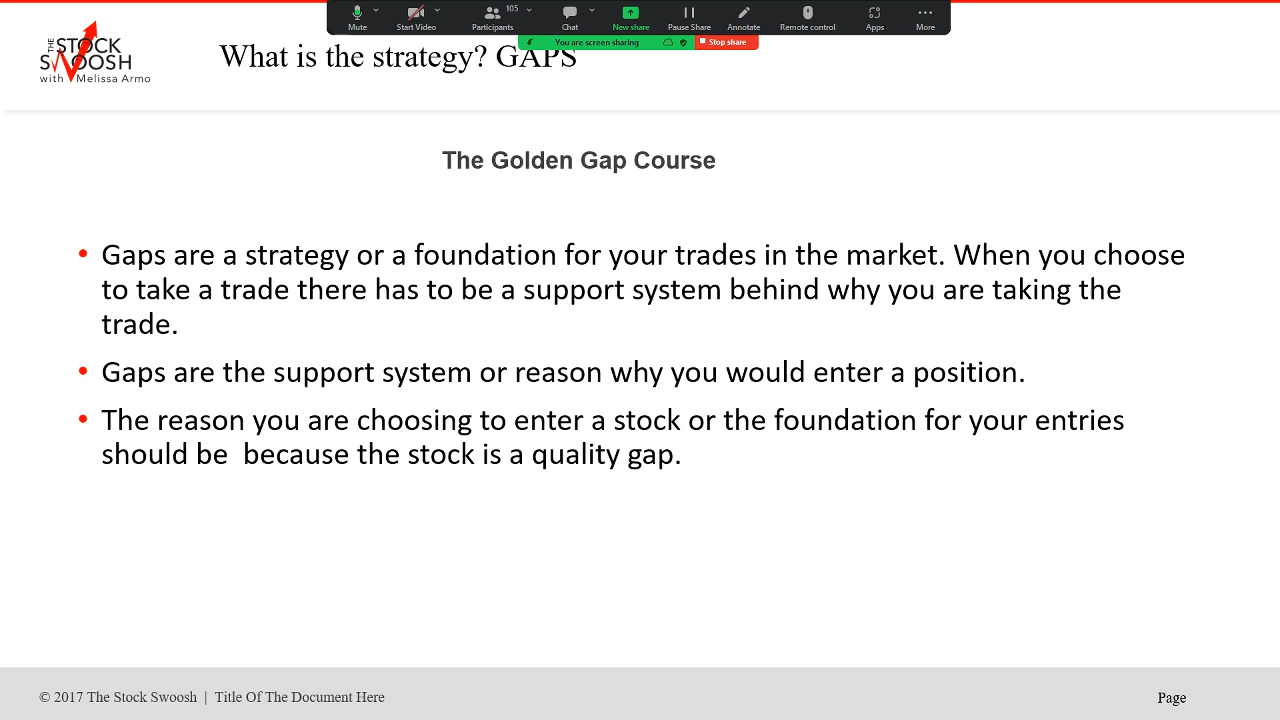 Mute
Start Video
Participants
105
Chat
New share
Pause Share
Annotate
Remote control
Apps
More
You are screen sharing
Stop share
THE
STOCK
SWOOSH
with Melissa Armo
What is the strategy? GAPS
The Golden Gap Course
• Gaps are a strategy or a foundation for your trades in the market. When you choose
to take a trade there has to be a support system behind why you are taking the
trade.
• Gaps are the support system or reason why you would enter a position.
• The reason you are choosing to enter a stock or the foundation for your entries
should be  because the stock is a quality gap.
© 2017 The Stock Swoosh | Title Of The Document Here
Page